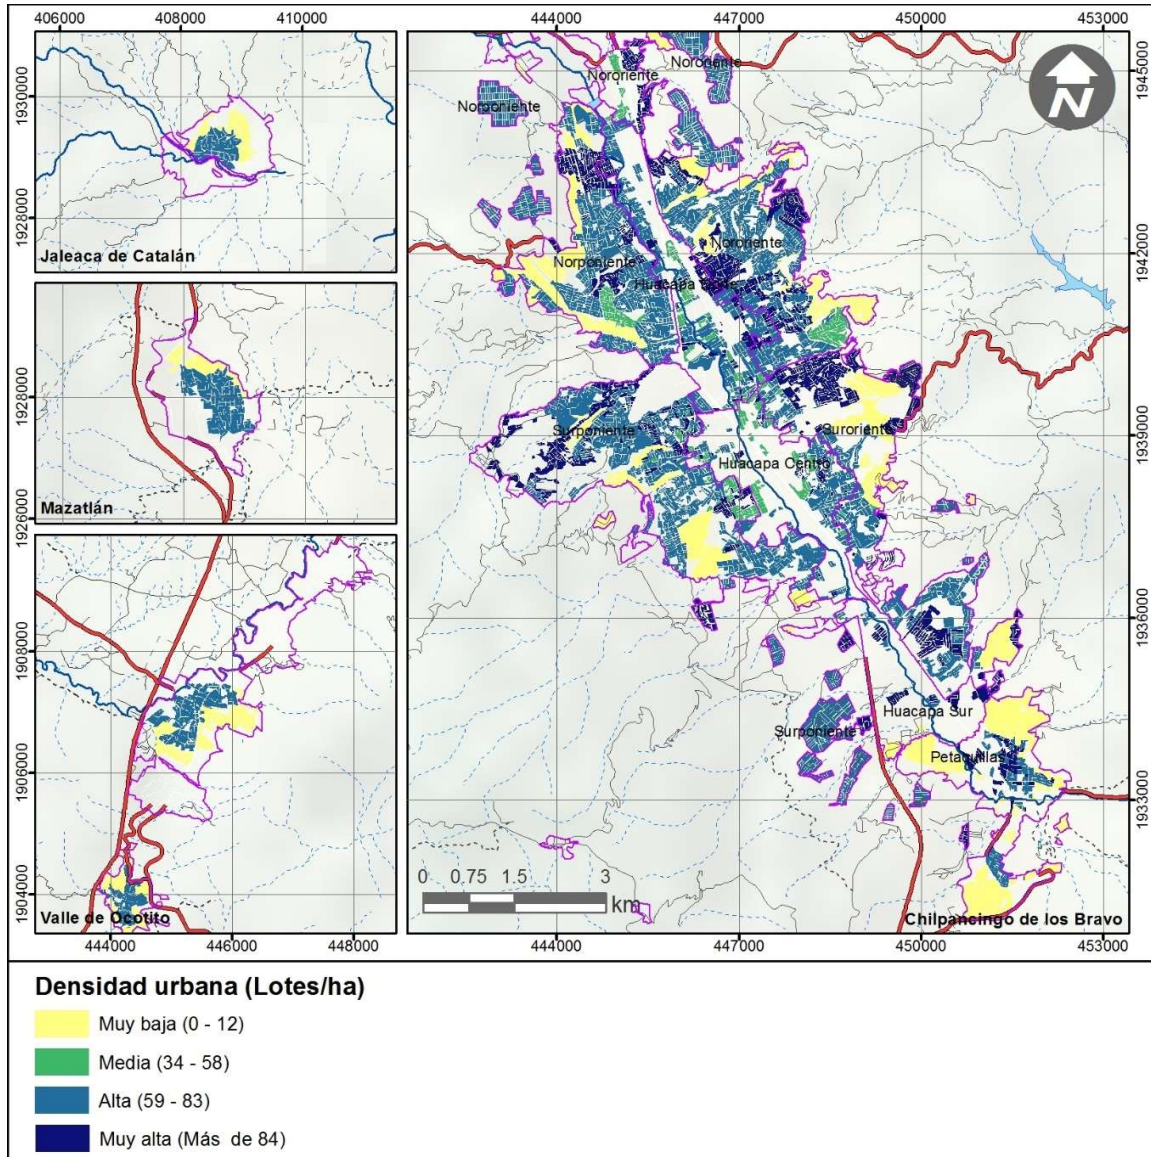 406000 408000 410000
444000 447000 450000 453000
1930000
1928000
Jaleaca de Catalán
1928000
1926000
Mazatlán
1908000
1906000
1904000
Valle de Ocotito
444000 446000 448000
N
1945000
1942000
1939000
1936000
1933000
Nororiente
Nororiente
Norponiente
Nororiente
Norponiente
Huacapa Norte
Surponiente
Suroriente
Huacapa Centro
Huacapa Sur
Surponiente
Petaquillas
0 0.75 1.5 3
km
Chilpancingo de los Bravo
444000 447000 450000 453000
Densidad urbana (Lotes/ha)
Muy baja (0 - 12)
Media (34 - 58)
Alta (59 - 83)
Muy alta (Más de 84)